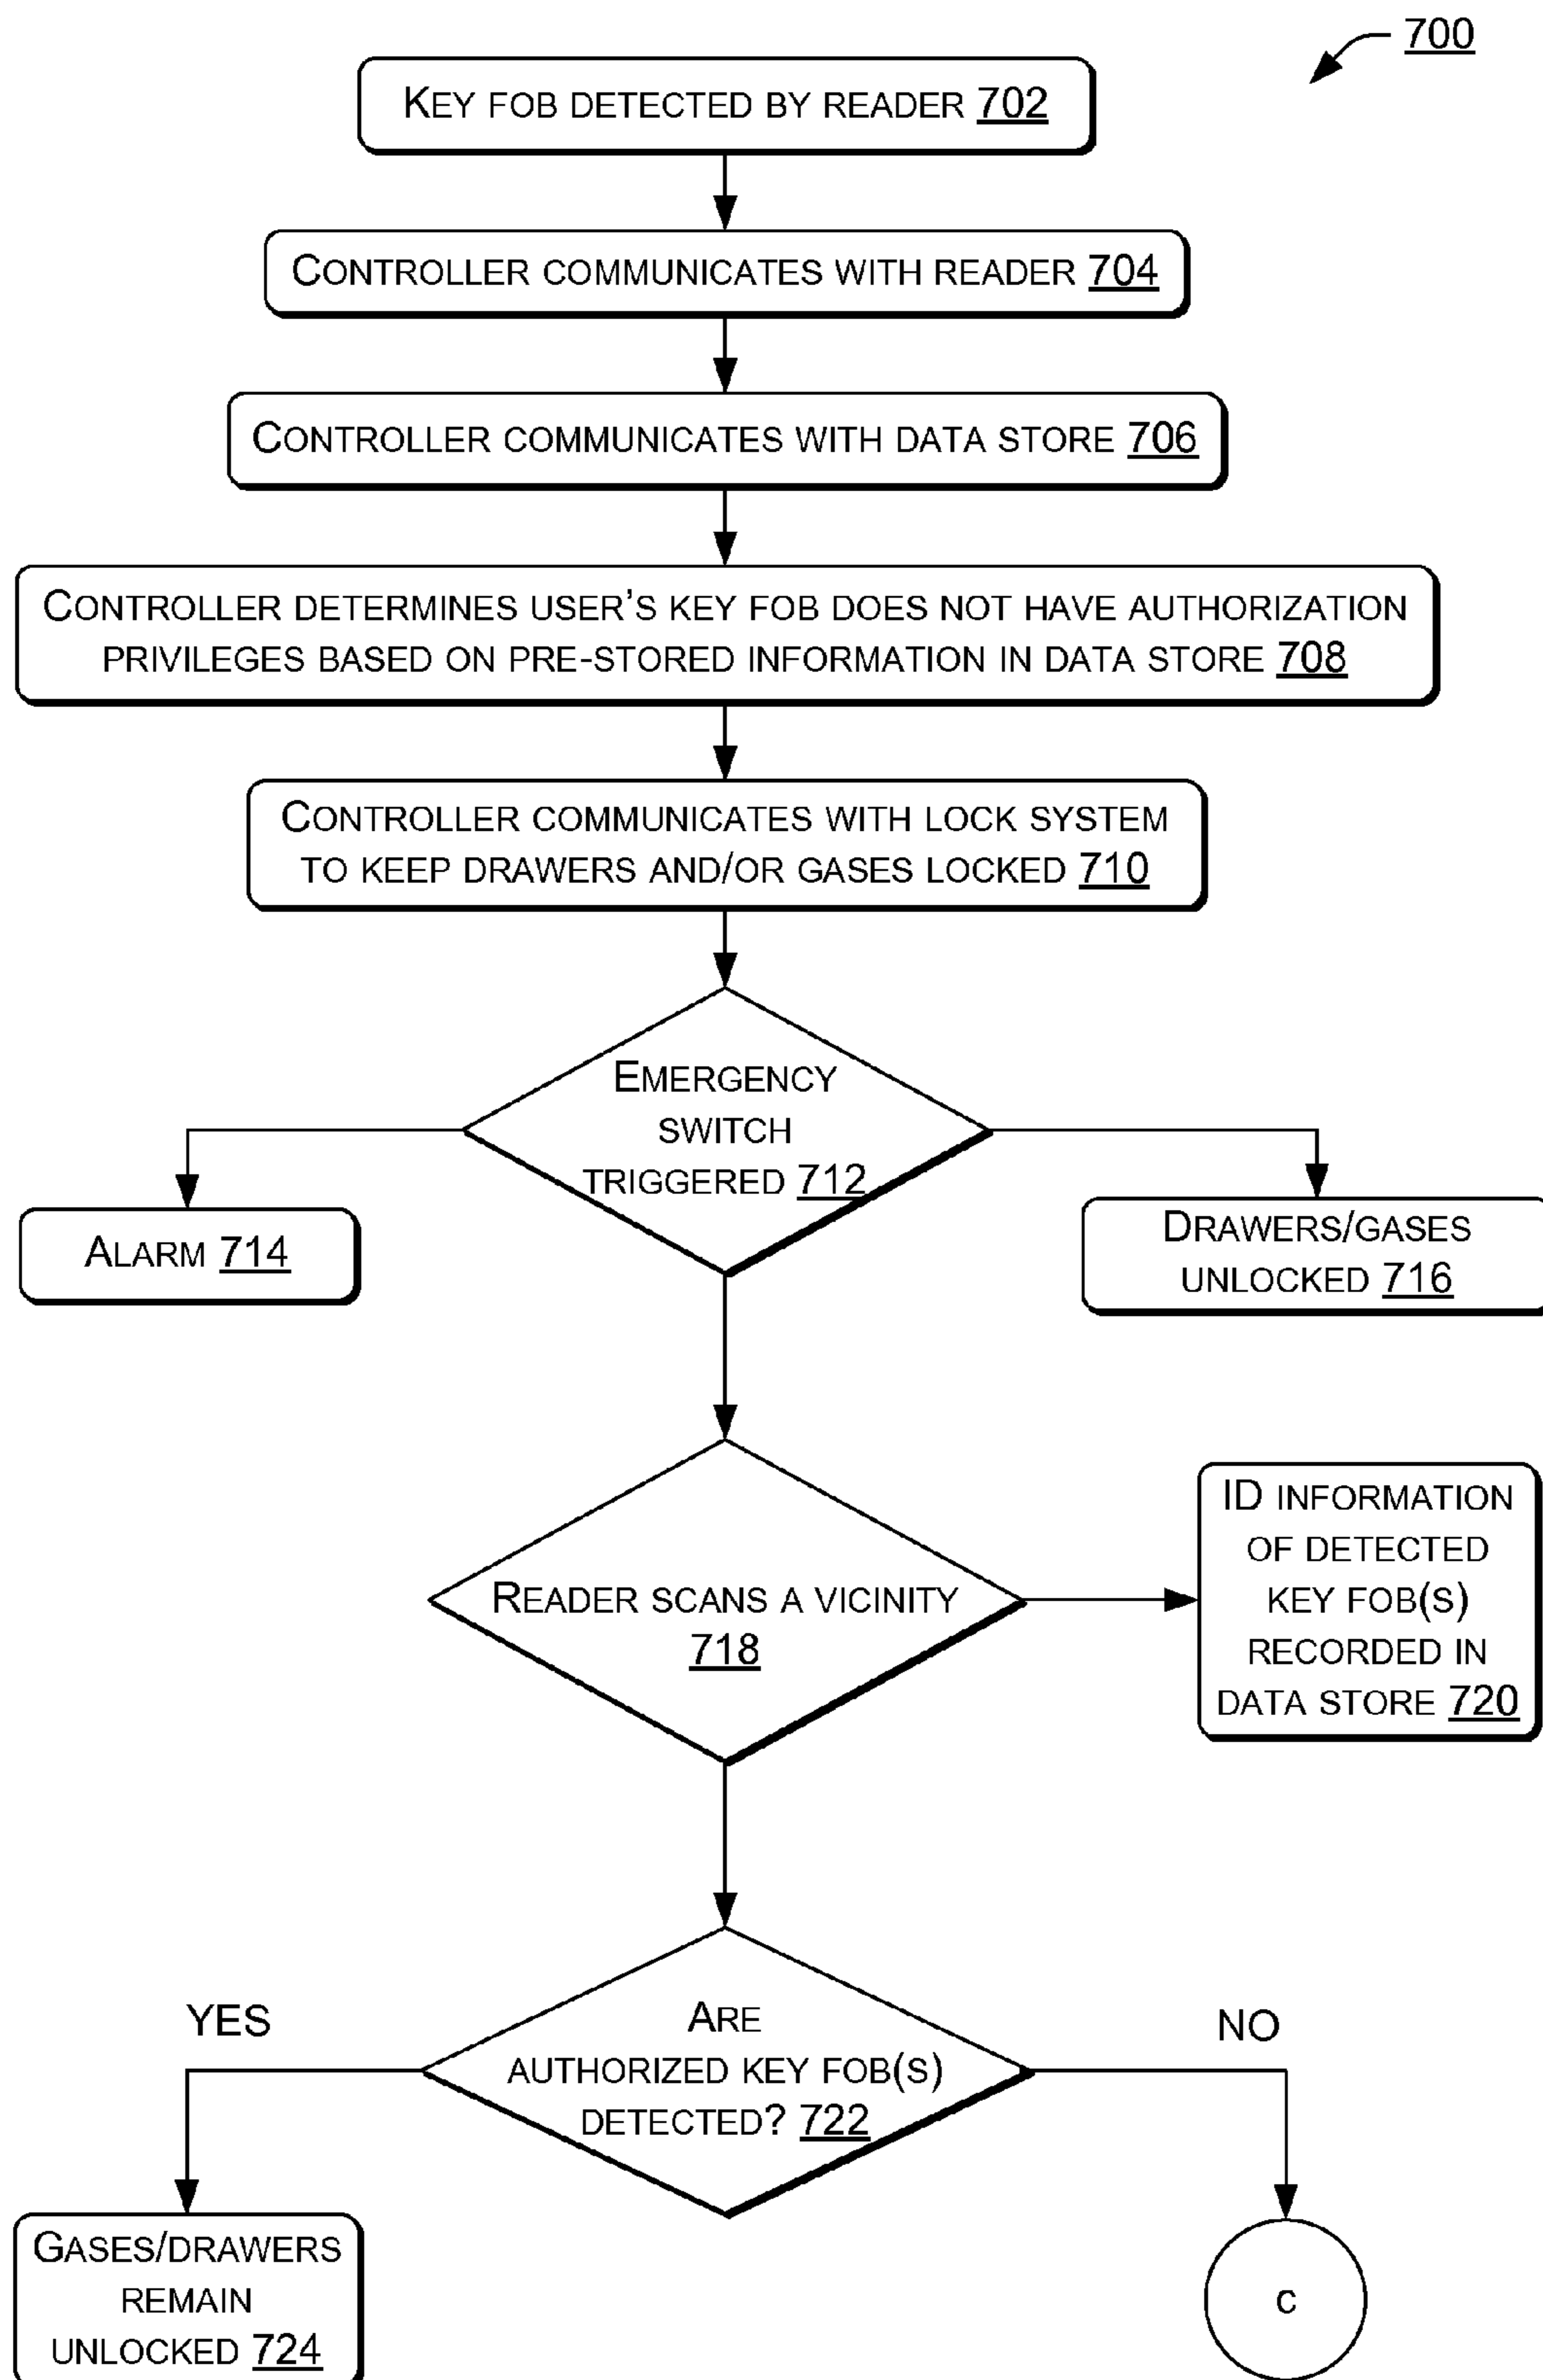 700
KEY FOB DETECTED BY READER 702
CONTROLLER COMMUNICATES WITH READER 704
CONTROLLER COMMUNICATES WITH DATA STORE 706
CONTROLLER DETERMINES USER'S KEY FOB DOES NOT HAVE AUTHORIZATION
PRIVILEGES BASED ON PRE-STORED INFORMATION IN DATA STORE 708
CONTROLLER COMMUNICATES WITH LOCK SYSTEM
TO KEEP DRAWERS AND/OR GASES LOCKED 710
EMERGENCY
SWITCH
TRIGGERED 712
ALARM 714
DRAWERS/GASES
UNLOCKED 716
READER SCANS A VICINITY
718
ID INFORMATION
OF DETECTED
KEY FOB(S)
RECORDED IN
DATA STORE 720
ARE
AUTHORIZED KEY FOB(S)
DETECTED? 722
YES
NO
GASES/DRAWERS
REMAIN
UNLOCKED 724
C